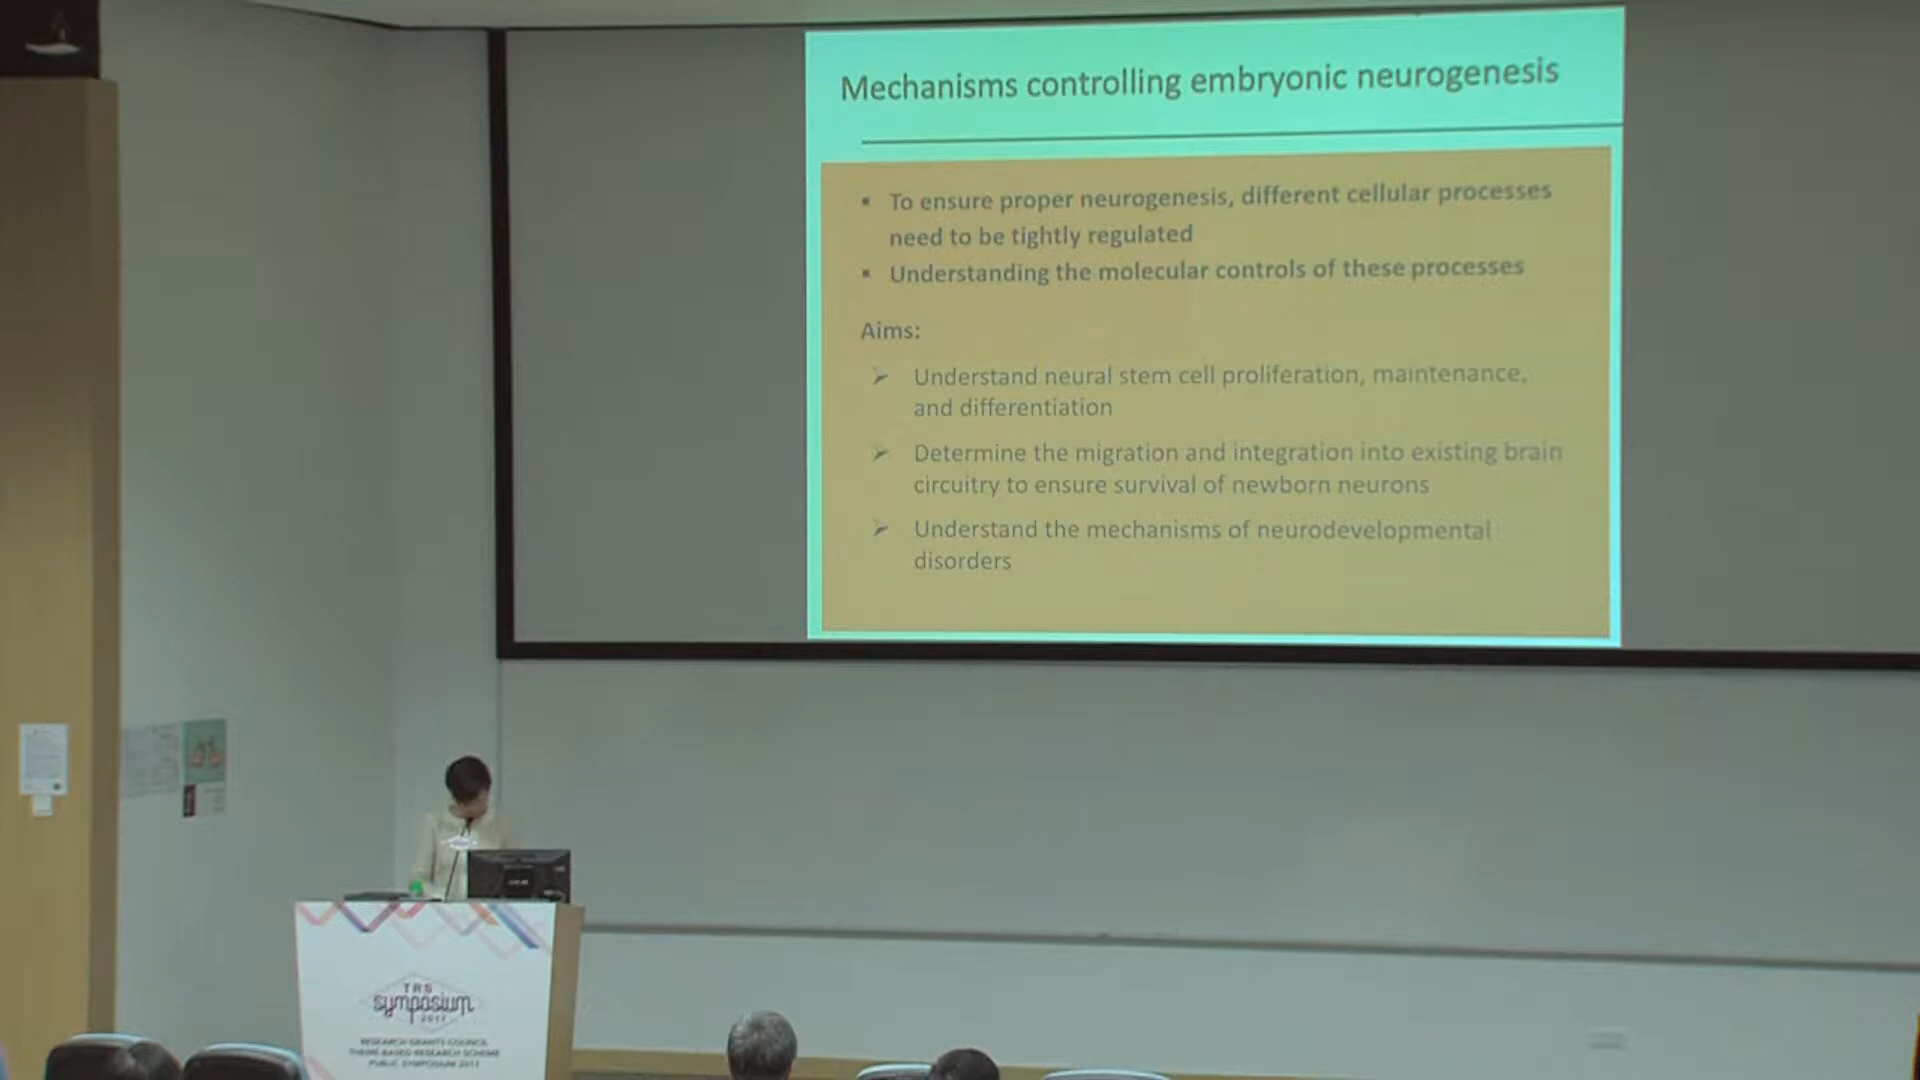 Mechanisms controlling embryonic neurogenesis
▪ To ensure proper neurogenesis, different cellular processes
need to be tightly regulated
▪ Understanding the molecular controls of these processes
Aims:
➢ Understand neural stem cell proliferation, maintenance,
and differentiation
➢ Determine the migration and integration into existing brain
circuitry to ensure survival of newborn neurons
➢ Understand the mechanisms of neurodevelopmental
disorders
TRS
symposium
2017
RESEARCH GRANTS COUNCIL
THEME-BASED RESEARCH SCHEME
PUBLIC SYMPOSIUM 2017